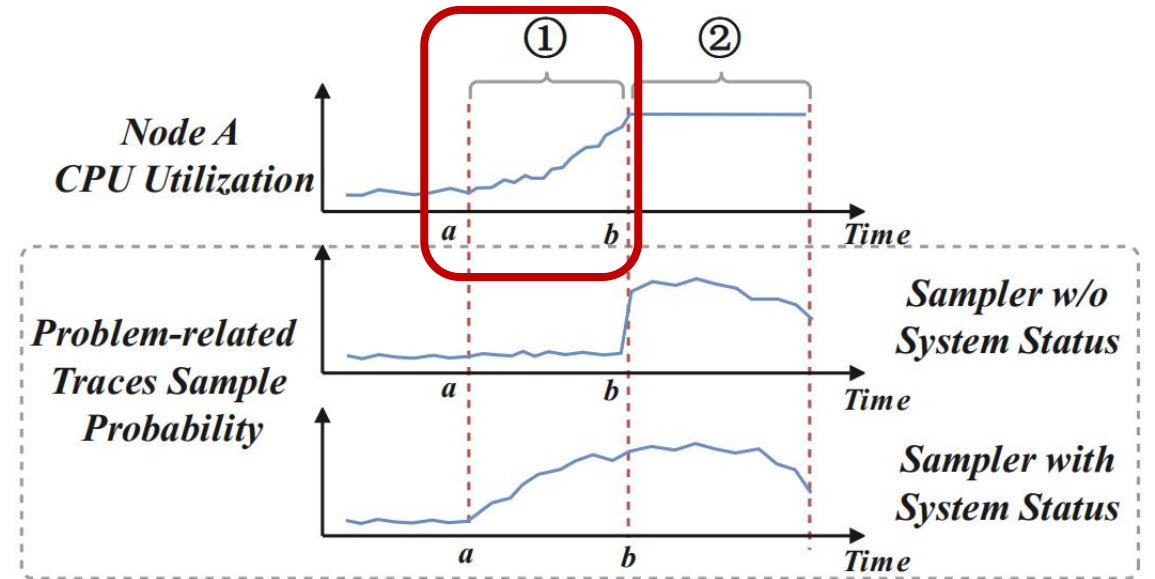 ① ②
Node A
CPU Utilization
a b Time
Problem-related
Traces Sample
Probability
Sampler w/o
System Status
a b Time
Sampler with
System Status
a b Time